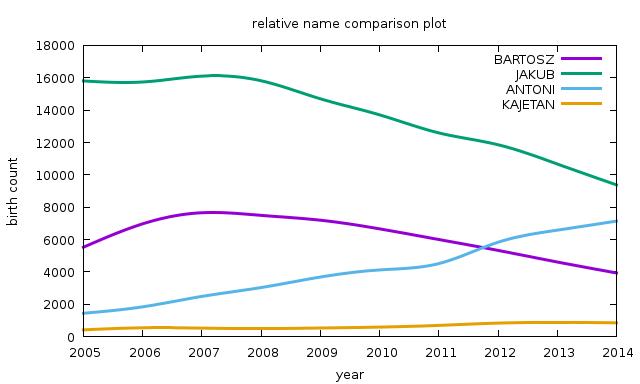 relative name comparison plot
18000
16000
14000
12000
10000
8000
6000
4000
2000
0
birth count
BARTOSZ
JAKUB
ANTONI
KAJETAN
2005 2006 2007 2008 2009 2010 2011 2012 2013 2014
year